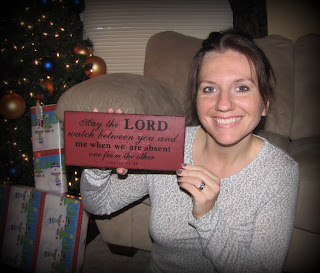 May the LORD
watch between you and
me when we are absent
one from the other